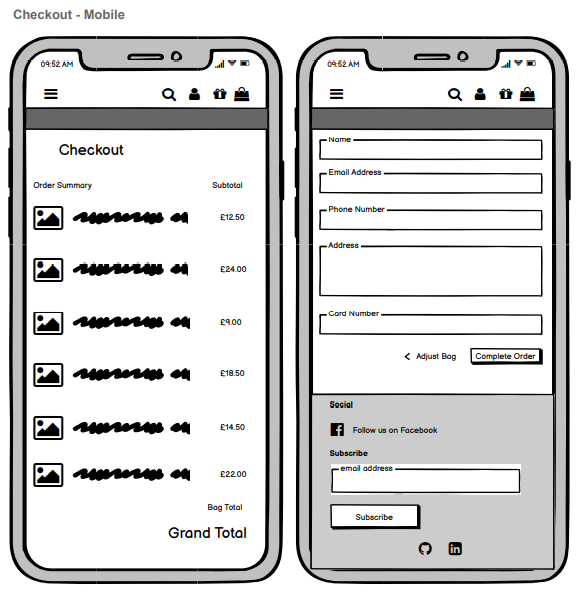 Checkout - Mobile
09:52 AM
Checkout
Order Summary Subtotal
£12.50
£24.00
£9.00
£18.50
£14.50
£22.00
Bag Total
Grand Total
09:52 AM
Name
Email Address
Phone Number
Address
Card Number
Adjust Bag Complete Order
Social
Follow us on Facebook
Subscribe
email address
Subscribe